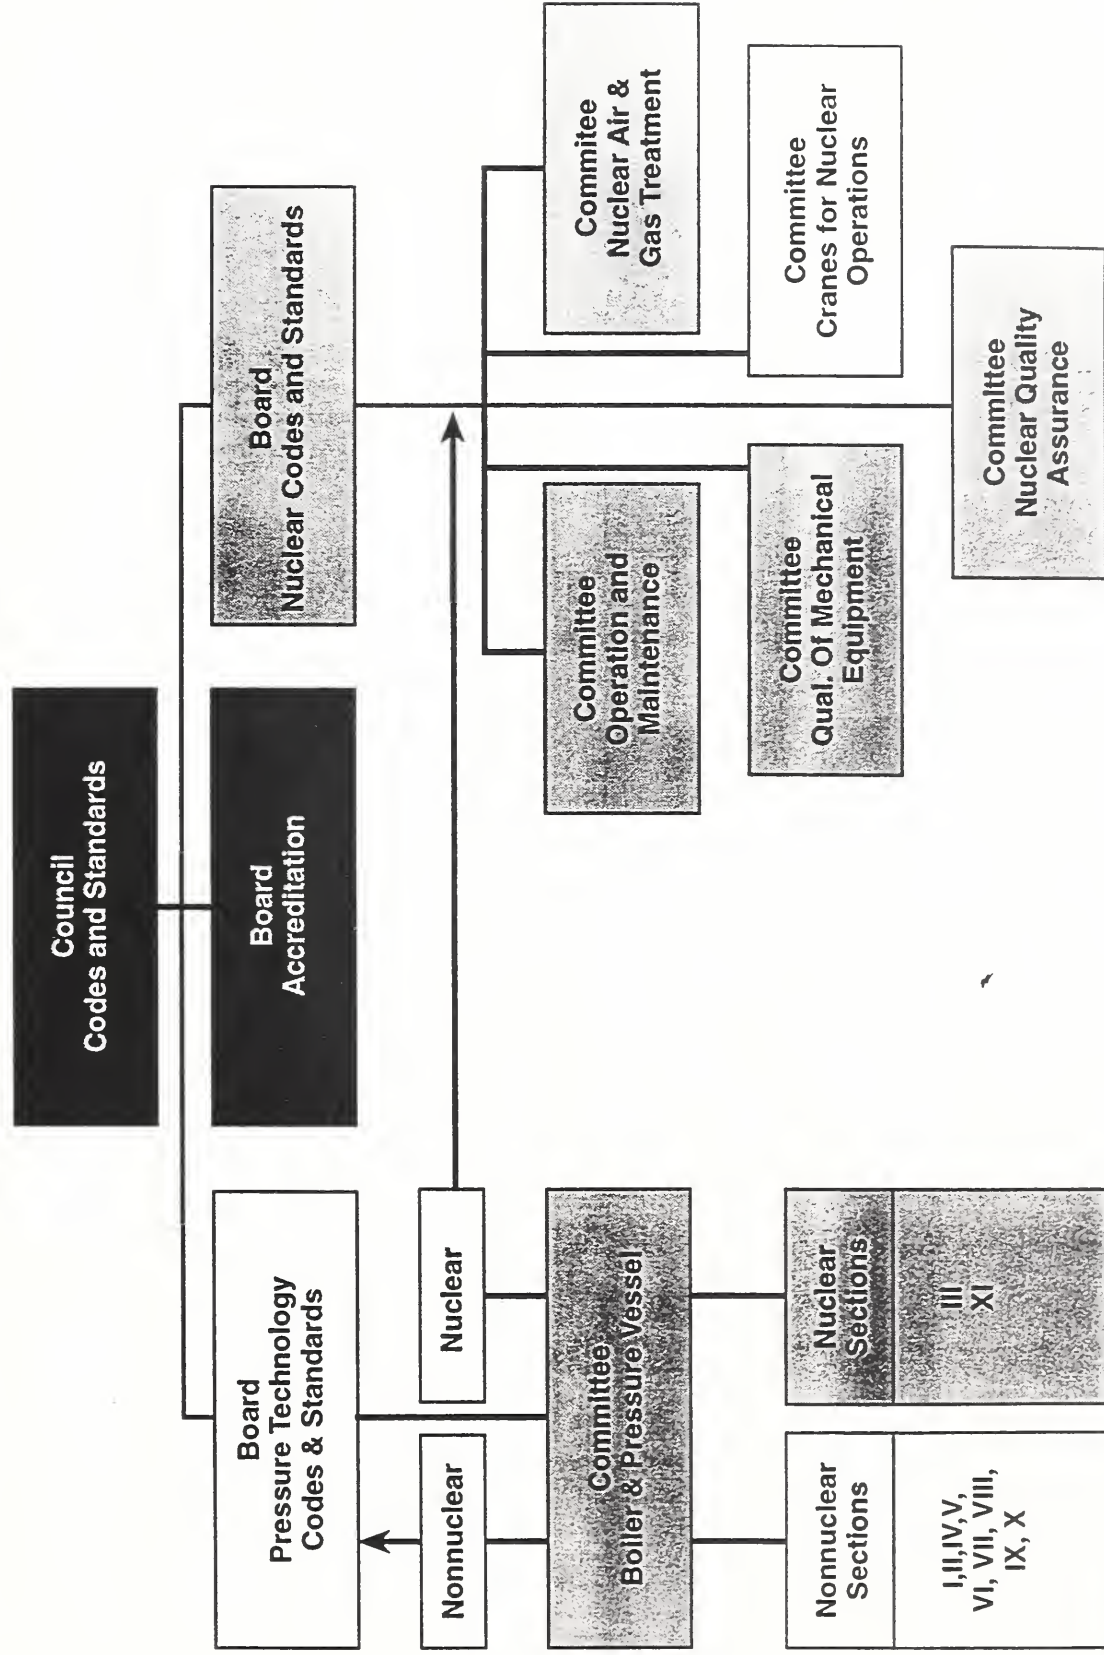 Council
Codes and Standards
Board
Pressure Technology
Codes & Standards
Board
Accreditation
Board
Nuclear Codes and Standards
Nonnuclear
Nuclear
Committee
Boiler & Pressure Vessel
Nonnuclear
Sections
I,II,IV,V,
VI, VII, VIII,
IX, X
Nuclear
Sections
III
XI
Committee
Operation and
Maintenance
Commitee
Nuclear Air &
Gas Treatment
Committee
Qual. Of Mechanical
Equipment
Committee
Cranes for Nuclear
Operations
Committee
Nuclear Quality
Assurance